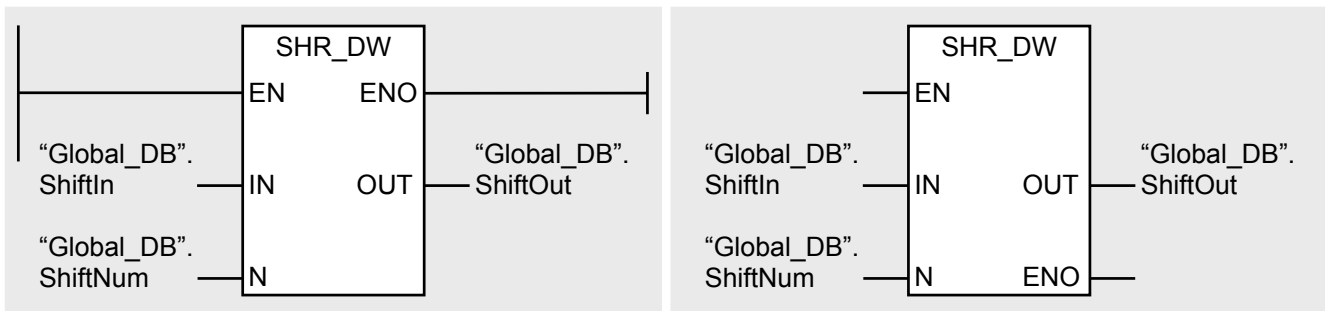 SHR_DW
EN ENO
“Global_DB”.
ShiftIn
IN OUT
“Global_DB”.
ShiftOut
“Global_DB”.
ShiftNum
N
SHR_DW
EN
“Global_DB”.
ShiftIn
IN OUT
“Global_DB”.
ShiftOut
“Global_DB”.
ShiftNum
N ENO